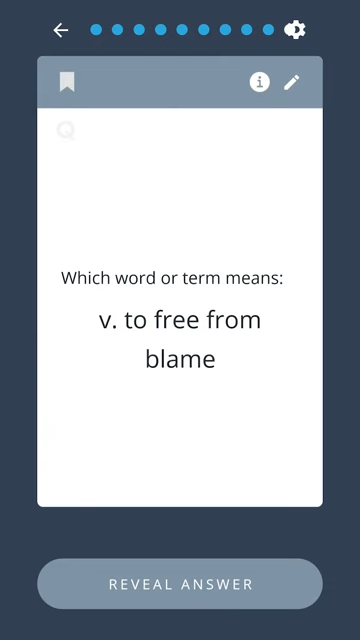 Q
Which word or term means:
v. to free from
blame
REVEAL ANSWER